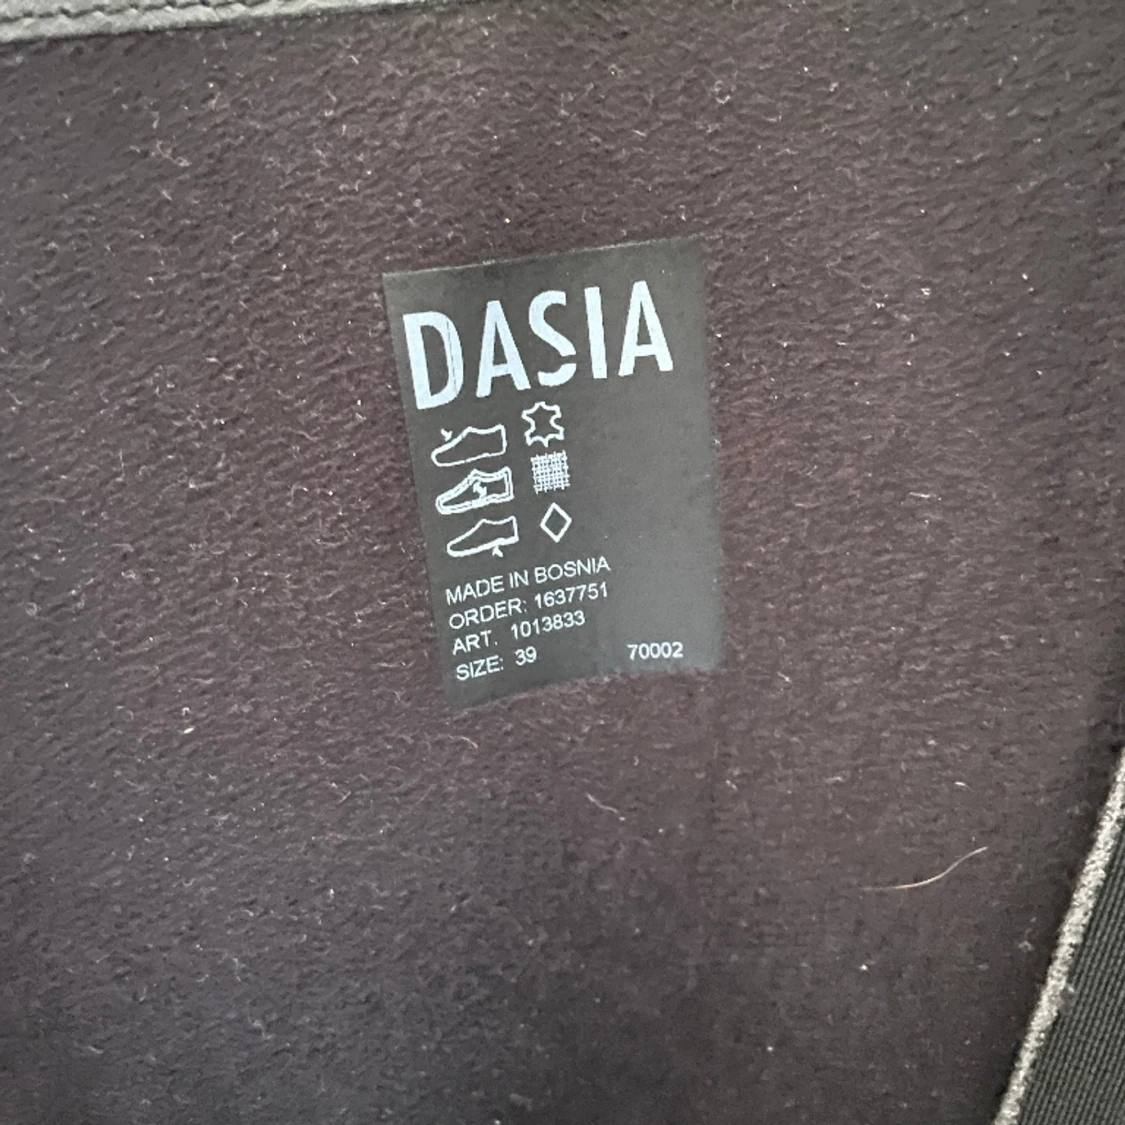 DASIA
MADE IN BOSNIA
ORDER: 1637751
ART. 1013833
SIZE: 39 70002